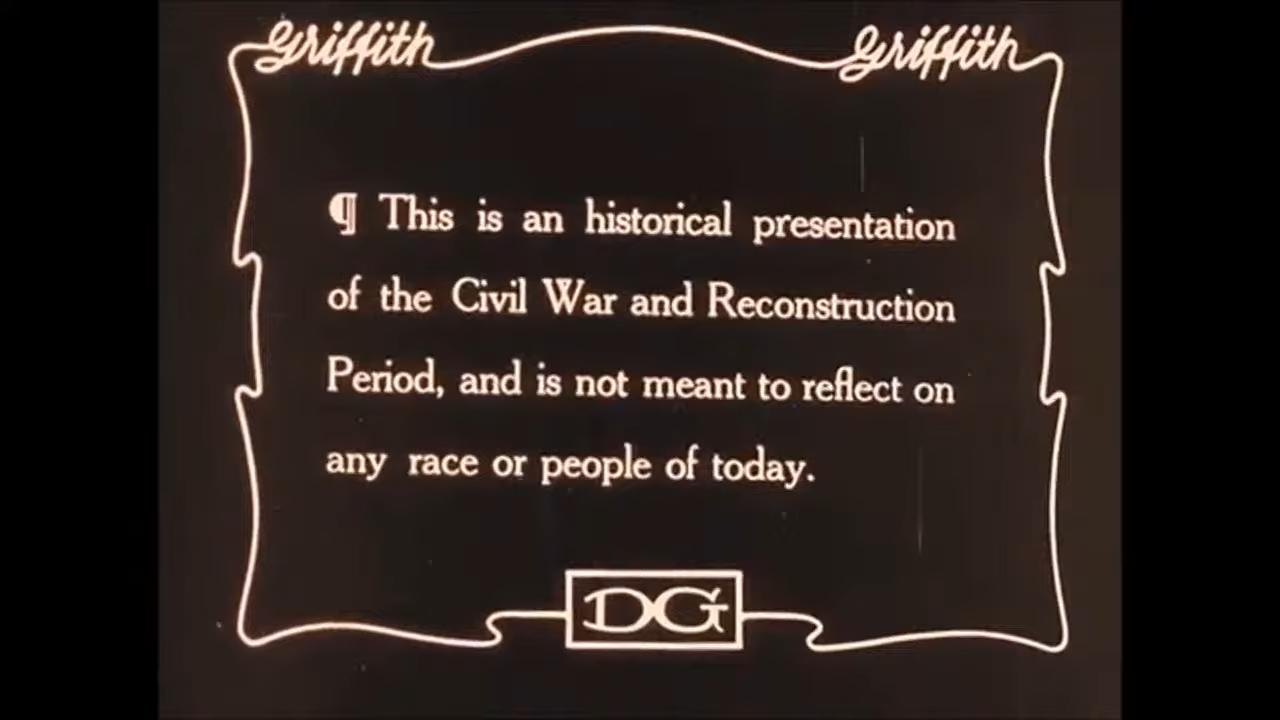 Griffith Griffith
¶ This is an historical presentation
of the Civil War and Reconstruction
Period, and is not meant to reflect on
any race or people of today.
DG